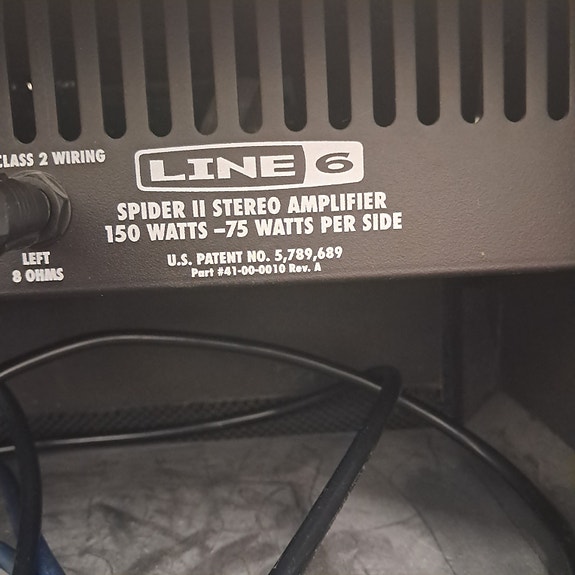 CLASS 2 WIRING
LINE 6
SPIDER II STEREO AMPLIFIER
150 WATTS –75 WATTS PER SIDE
LEFT
8 OHMS
U.S. PATENT NO. 5,789,689
Part #41-00-0010 Rev. A